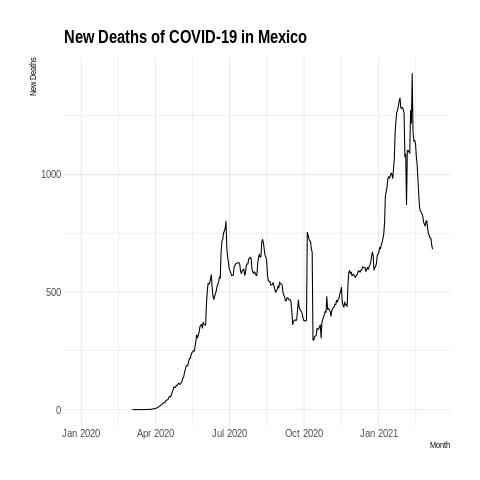 New Deaths of COVID-19 in Mexico
New Deaths
1000
500
0
Jan 2020 Apr 2020 Jul 2020 Oct 2020 Jan 2021
Month